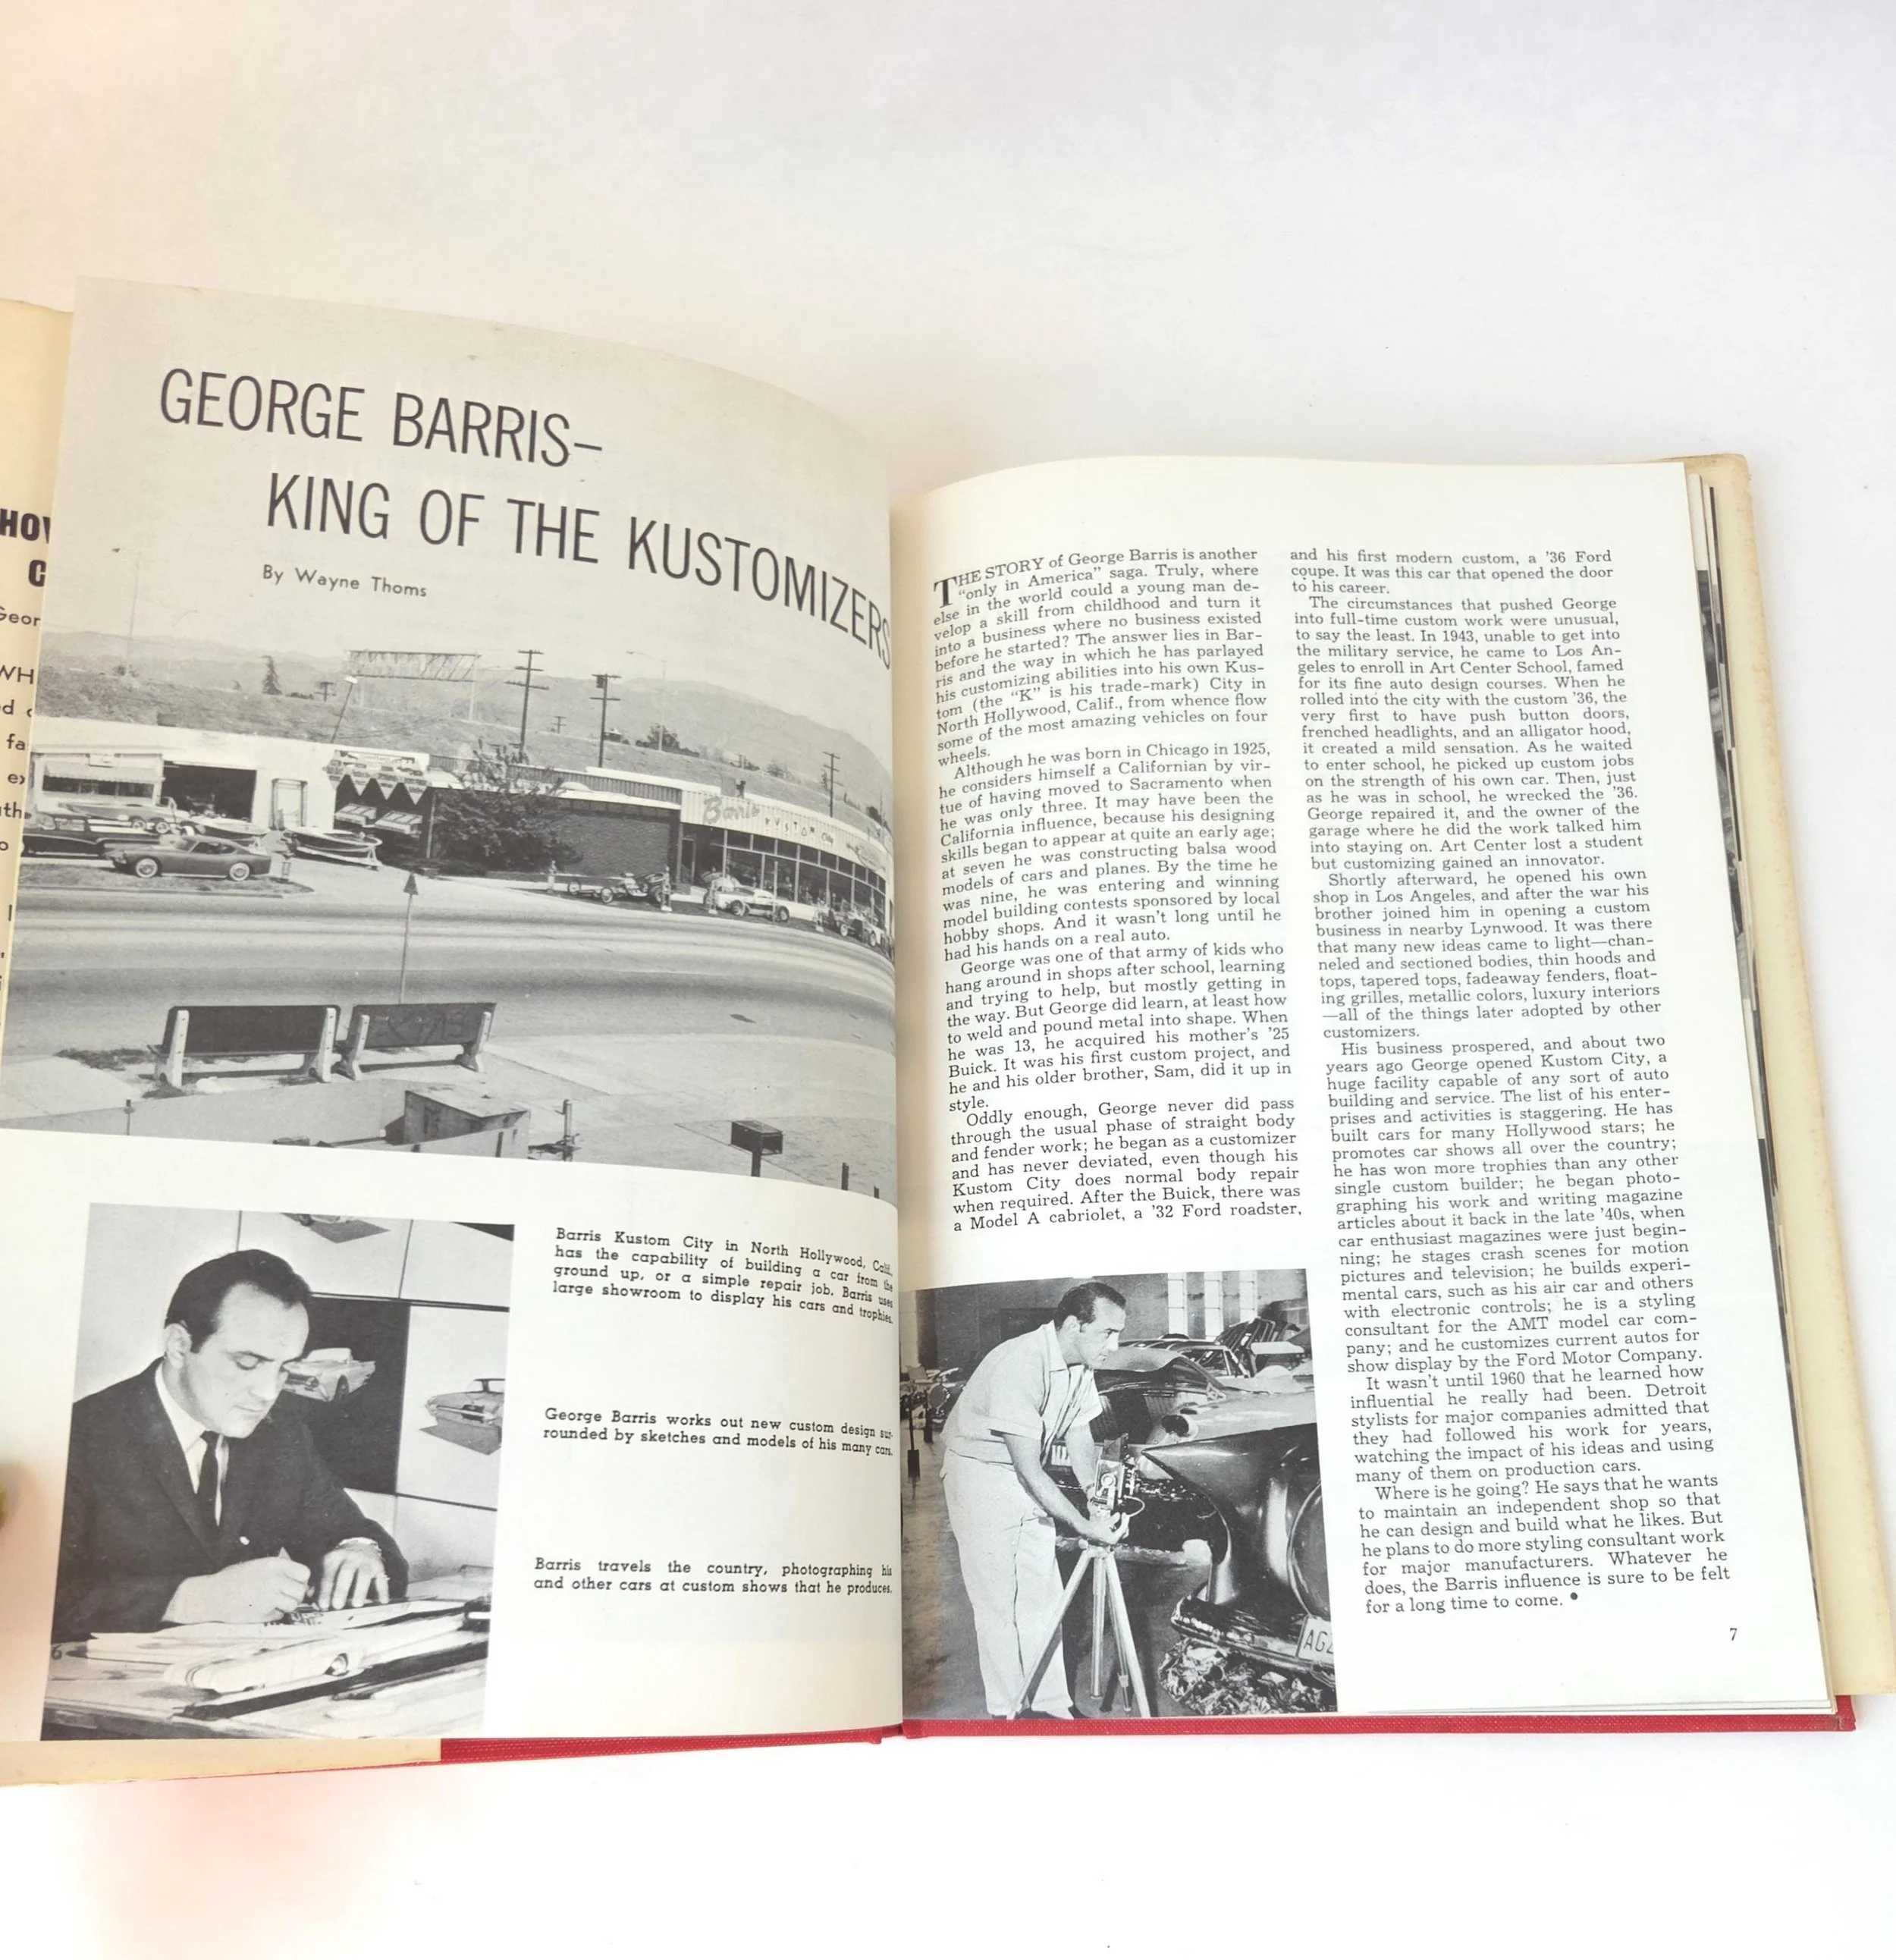 HOW
C
Geor
WH
d c
fa
ex
th
GEORGE BARRIS–
KING OF THE KUSTOMIZERS
By Wayne Thoms
Barris KUSTOM City
Barris Kustom City in North Hollywood, Calif.,
has the capability of building a car from the
ground up, or a simple repair job. Barris uses
large showroom to display his cars and trophies.
George Barris works out new custom design sur-
rounded by sketches and models of his many cars.
Barris travels the country, photographing his
and other cars at custom shows that he produces.
6
THE STORY of George Barris is another
"only in America" saga. Truly, where
else in the world could a young man de-
velop a skill from childhood and turn it
into a business where no business existed
before he started? The answer lies in Bar-
ris and the way in which he has parlayed
his customizing abilities into his own Kus-
tom (the "K" is his trade-mark) City in
North Hollywood, Calif., from whence flow
some of the most amazing vehicles on four
wheels.
Although he was born in Chicago in 1925,
he considers himself a Californian by vir-
tue of having moved to Sacramento when
he was only three. It may have been the
California influence, because his designing
skills began to appear at quite an early age;
at seven he was constructing balsa wood
models of cars and planes. By the time he
was nine, he was entering and winning
model building contests sponsored by local
hobby shops. And it wasn't long until he
had his hands on a real auto.
George was one of that army of kids who
hang around in shops after school, learning
and trying to help, but mostly getting in
the way. But George did learn, at least how
to weld and pound metal into shape. When
he was 13, he acquired his mother's '25
Buick. It was his first custom project, and
he and his older brother, Sam, did it up in
style.
Oddly enough, George never did pass
through the usual phase of straight body
and fender work; he began as a customizer
and has never deviated, even though his
Kustom City does normal body repair
when required. After the Buick, there was
a Model A cabriolet, a '32 Ford roadster,
and his first modern custom, a '36 Ford
coupe. It was this car that opened the door
to his career.
The circumstances that pushed George
into full-time custom work were unusual,
to say the least. In 1943, unable to get into
the military service, he came to Los An-
geles to enroll in Art Center School, famed
for its fine auto design courses. When he
rolled into the city with the custom '36, the
very first to have push button doors,
frenched headlights, and an alligator hood,
it created a mild sensation. As he waited
to enter school, he picked up custom jobs
on the strength of his own car. Then, just
as he was in school, he wrecked the '36.
George repaired it, and the owner of the
garage where he did the work talked him
into staying on. Art Center lost a student
but customizing gained an innovator.
Shortly afterward, he opened his own
shop in Los Angeles, and after the war his
brother joined him in opening a custom
business in nearby Lynwood. It was there
that many new ideas came to light—chan-
neled and sectioned bodies, thin hoods and
tops, tapered tops, fadeaway fenders, float-
ing grilles, metallic colors, luxury interiors
—all of the things later adopted by other
customizers.
His business prospered, and about two
years ago George opened Kustom City, a
huge facility capable of any sort of auto
building and service. The list of his enter-
prises and activities is staggering. He has
built cars for many Hollywood stars; he
promotes car shows all over the country;
he has won more trophies than any other
single custom builder; he began photo-
graphing his work and writing magazine
articles about it back in the late '40s, when
car enthusiast magazines were just begin-
ning; he stages crash scenes for motion
pictures and television; he builds experi-
mental cars, such as his air car and others
with electronic controls; he is a styling
consultant for the AMT model car com-
pany; and he customizes current autos for
show display by the Ford Motor Company.
It wasn't until 1960 that he learned how
influential he really had been. Detroit
stylists for major companies admitted that
they had followed his work for years,
watching the impact of his ideas and using
many of them on production cars.
Where is he going? He says that he wants
to maintain an independent shop so that
he can design and build what he likes. But
he plans to do more styling consultant work
for major manufacturers. Whatever he
does, the Barris influence is sure to be felt
for a long time to come. •
AG
7